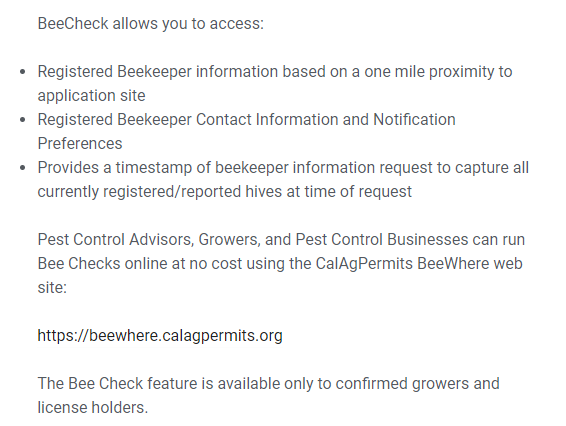 BeeCheck allows you to access:
Registered Beekeeper information based on a one mile proximity to
application site
Registered Beekeeper Contact Information and Notification
Preferences
Provides a timestamp of beekeeper information request to capture all
currently registered/reported hives at time of request
Pest Control Advisors, Growers, and Pest Control Businesses can run
Bee Checks online at no cost using the CalAgPermits BeeWhere web
site:
https://beewhere.calagpermits.org
The Bee Check feature is available only to confirmed growers and
license holders.